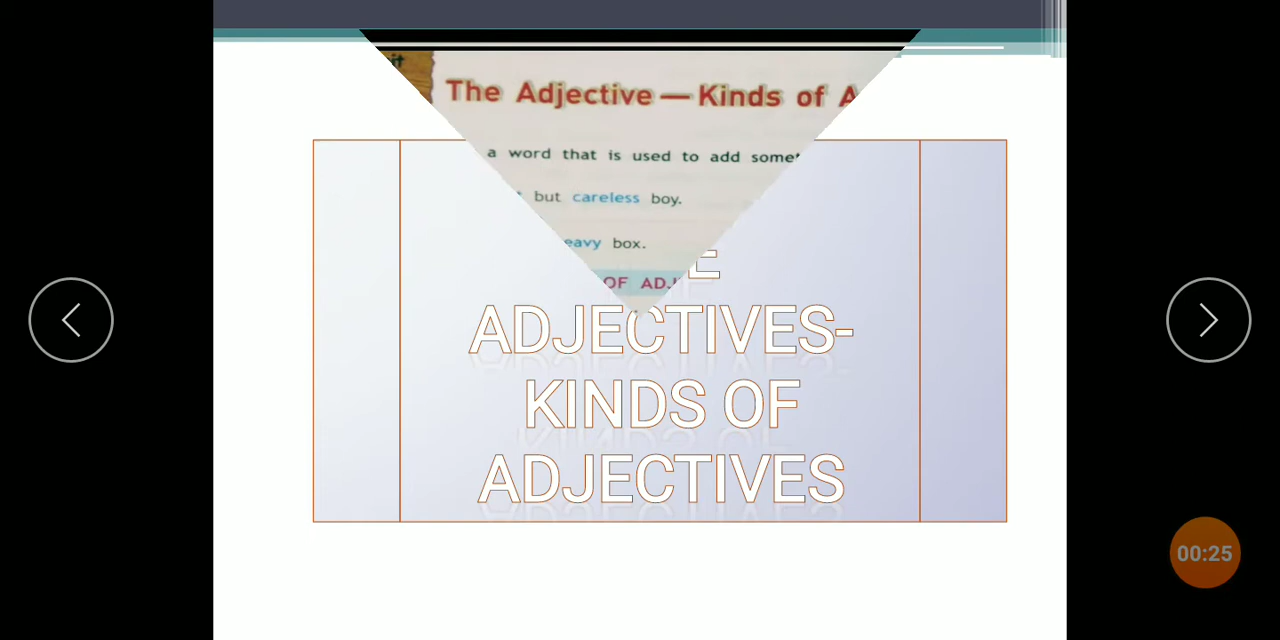 The Adjective — Kinds of
a word that is used to add
but careless boy.
box.
OF
ADJECTIVES-
KINDS OF
ADJECTIVES
00:25